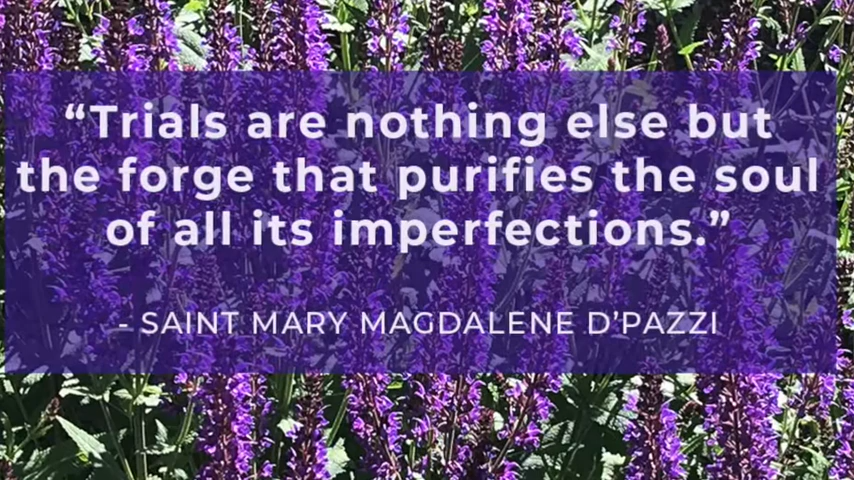 “Trials are nothing else but
the forge that purifies the soul
of all its imperfections.”
- SAINT MARY MAGDALENE D’PAZZI